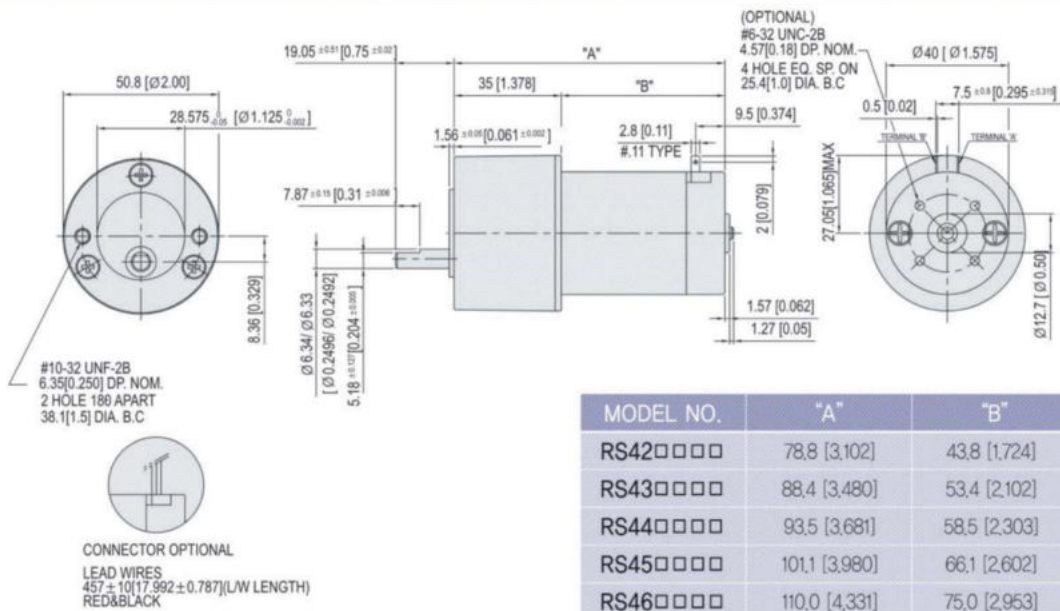 50.8 [Ø2.00]
28.575 0 -0.05 [Ø1.125 0 -0.002]
8.36 [0.329]
#10-32 UNF-2B
6.35[0.250] DP. NOM.
2 HOLE 180 APART
38.1[1.5] DIA. B.C
CONNECTOR OPTIONAL
LEAD WIRES
457±10[17.992±0.787](L/W LENGTH)
RED&BLACK
19.05 ±0.51 [0.75 ±0.02]
"A"
35 [1.378]
"B"
9.5 [0.374]
1.56 ±0.05 [0.061 ±0.002]
2.8 [0.11]
#.11 TYPE
7.87 ±0.15 [0.31 ±0.006]
2 [0.079]
Ø 6.34/ Ø 6.33
[ Ø 0.2496/ Ø 0.2492]
5.18 ±0.127 [0.204 ±0.005]
1.57 [0.062]
1.27 [0.05]
(OPTIONAL)
#6-32 UNC-2B
4.57[0.18] DP. NOM.
4 HOLE EQ. SP. ON
25.4[1.0] DIA. B.C
Ø40 [ Ø 1.575]
7.5 ±0.8 [0.295 ±0.315]
0.5 [0.02]
TERMINAL 'B'
TERMINAL 'A'
27.05[1.065]MAX
Ø12.7 [ Ø 0.50]
MODEL NO. "A" "B"
RS42□□□□ 78.8 [3.102] 43.8 [1.724]
RS43□□□□ 88.4 [3.480] 53.4 [2.102]
RS44□□□□ 93.5 [3.681] 58.5 [2.303]
RS45□□□□ 101.1 [3.980] 66.1 [2.602]
RS46□□□□ 110.0 [4.331] 75.0 [2.953]